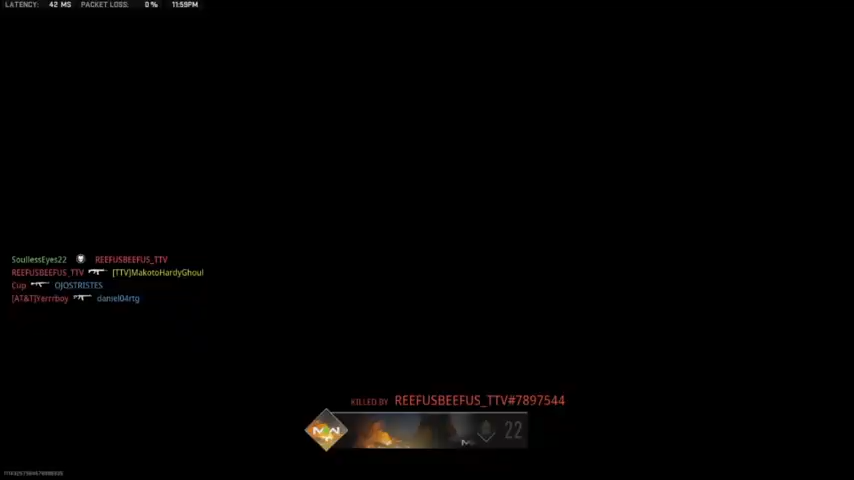 LATENCY: 42 MS PACKET LOSS: 0 % 11:59PM
SoullessEyes22 REEFUSBEEFUS_TTV
REEFUSBEEFUS_TTV [TTV]MakotoHardyGhoul
Cup OJOSTRISTES
[AT&T]Yerrrboy daniel04rtg
KILLED BY REEFUSBEEFUS_TTV#7897544
22